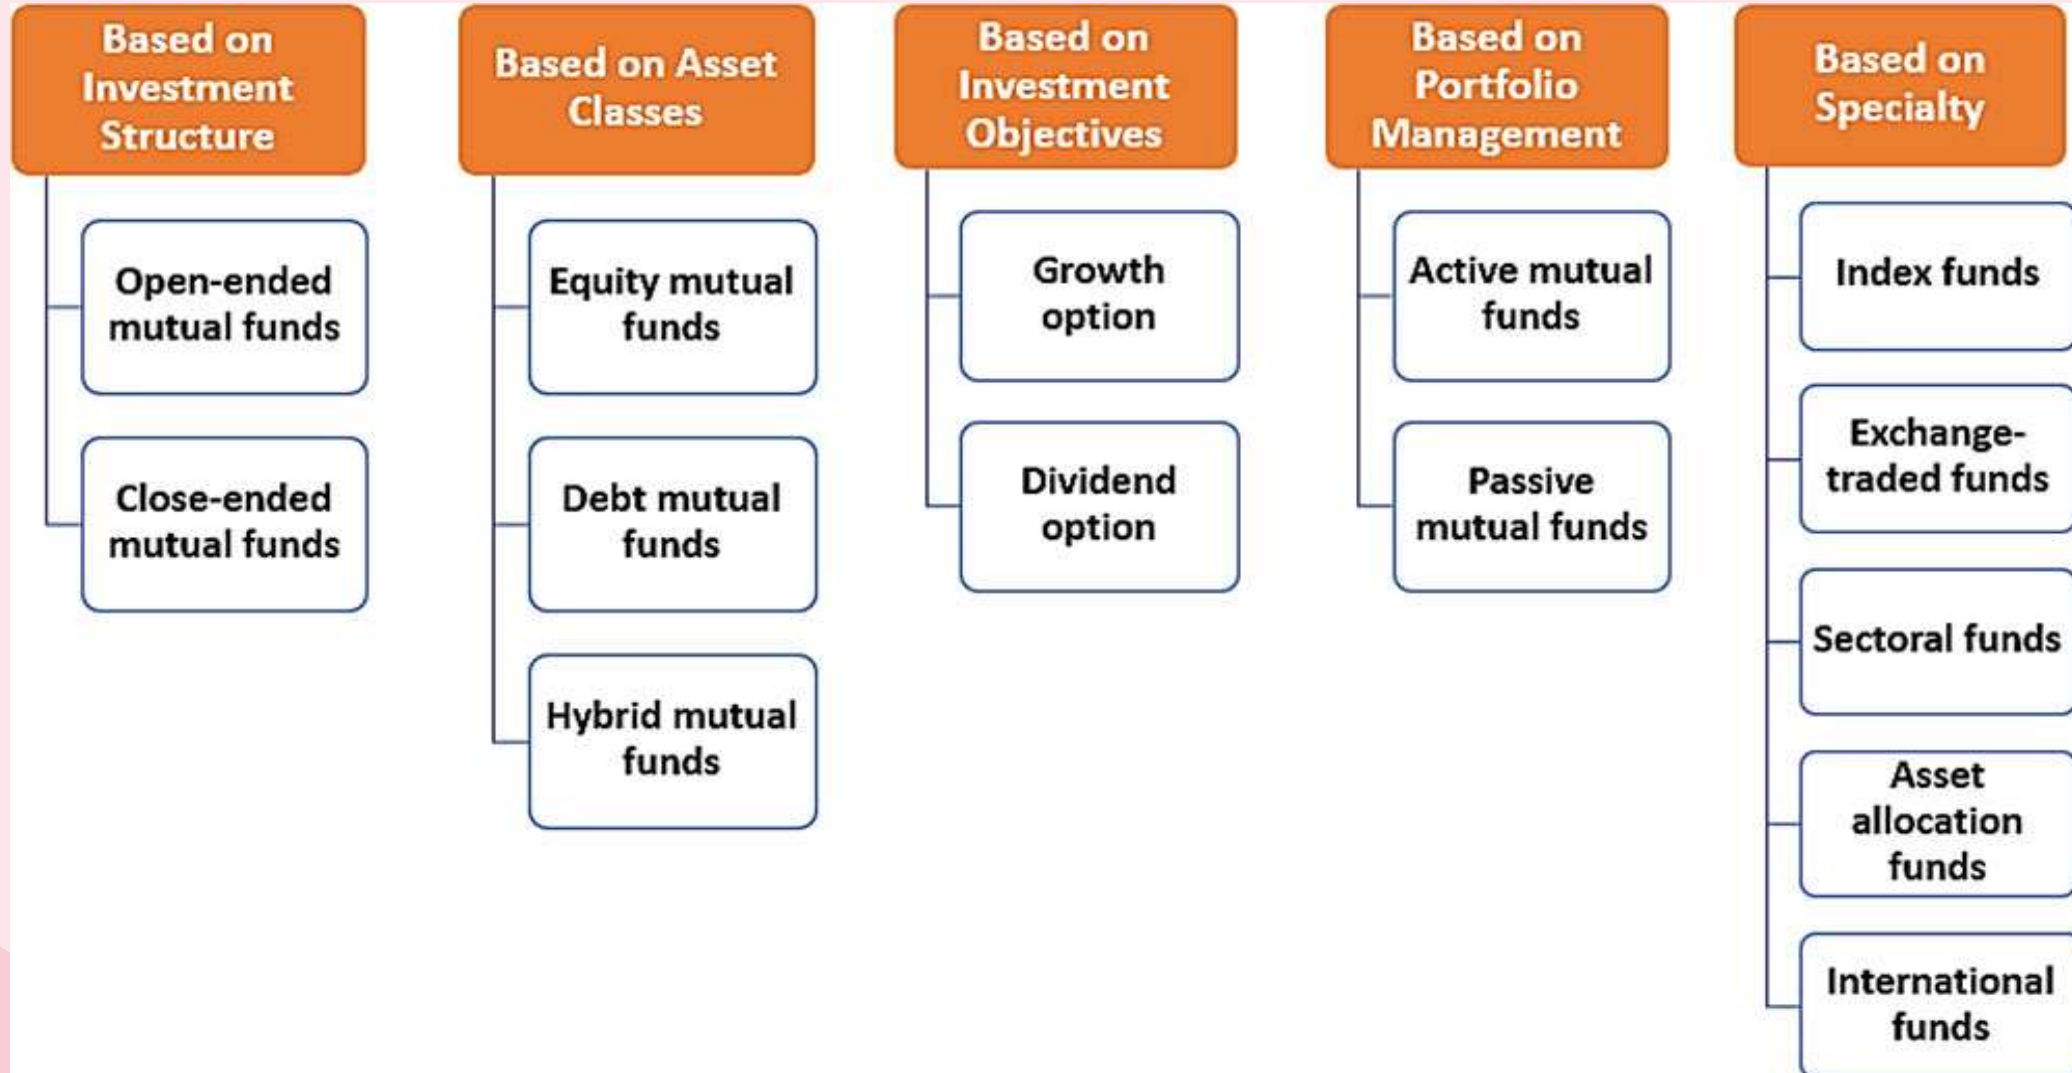 Based on
Investment
Structure
Open-ended
mutual funds
Close-ended
mutual funds
Based on Asset
Classes
Equity mutual
funds
Debt mutual
funds
Hybrid mutual
funds
Based on
Investment
Objectives
Growth
option
Dividend
option
Based on
Portfolio
Management
Active mutual
funds
Passive
mutual funds
Based on
Specialty
Index funds
Exchange-
traded funds
Sectoral funds
Asset
allocation
funds
International
funds